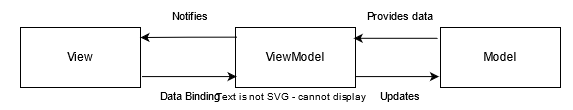 Notifies
Provides data
View
ViewModel
Model
Data Binding
Text is not SVG - cannot display
Updates